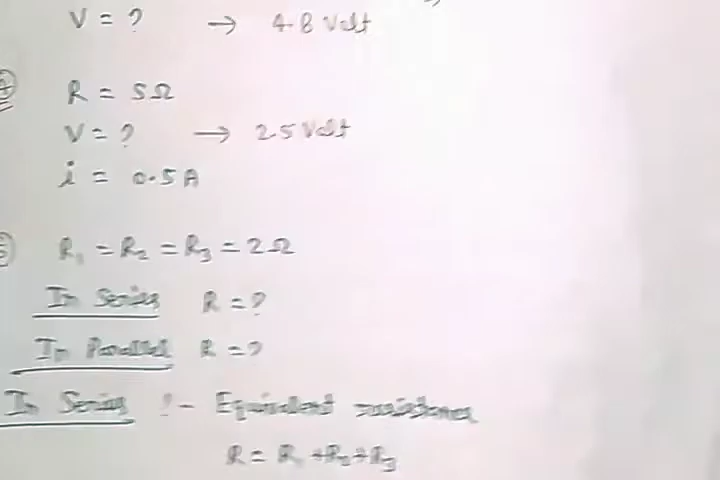 V = ? → 4.8 Volt
R = 5Ω
V = ? → 2.5 Volt
i = 0.5 A
R₁ = R₂ = R₃ = 2Ω
In Series R = ?
In Parallel R = ?
In Series :- Equivalent resistance
R = R₁ + R₂ + R₃